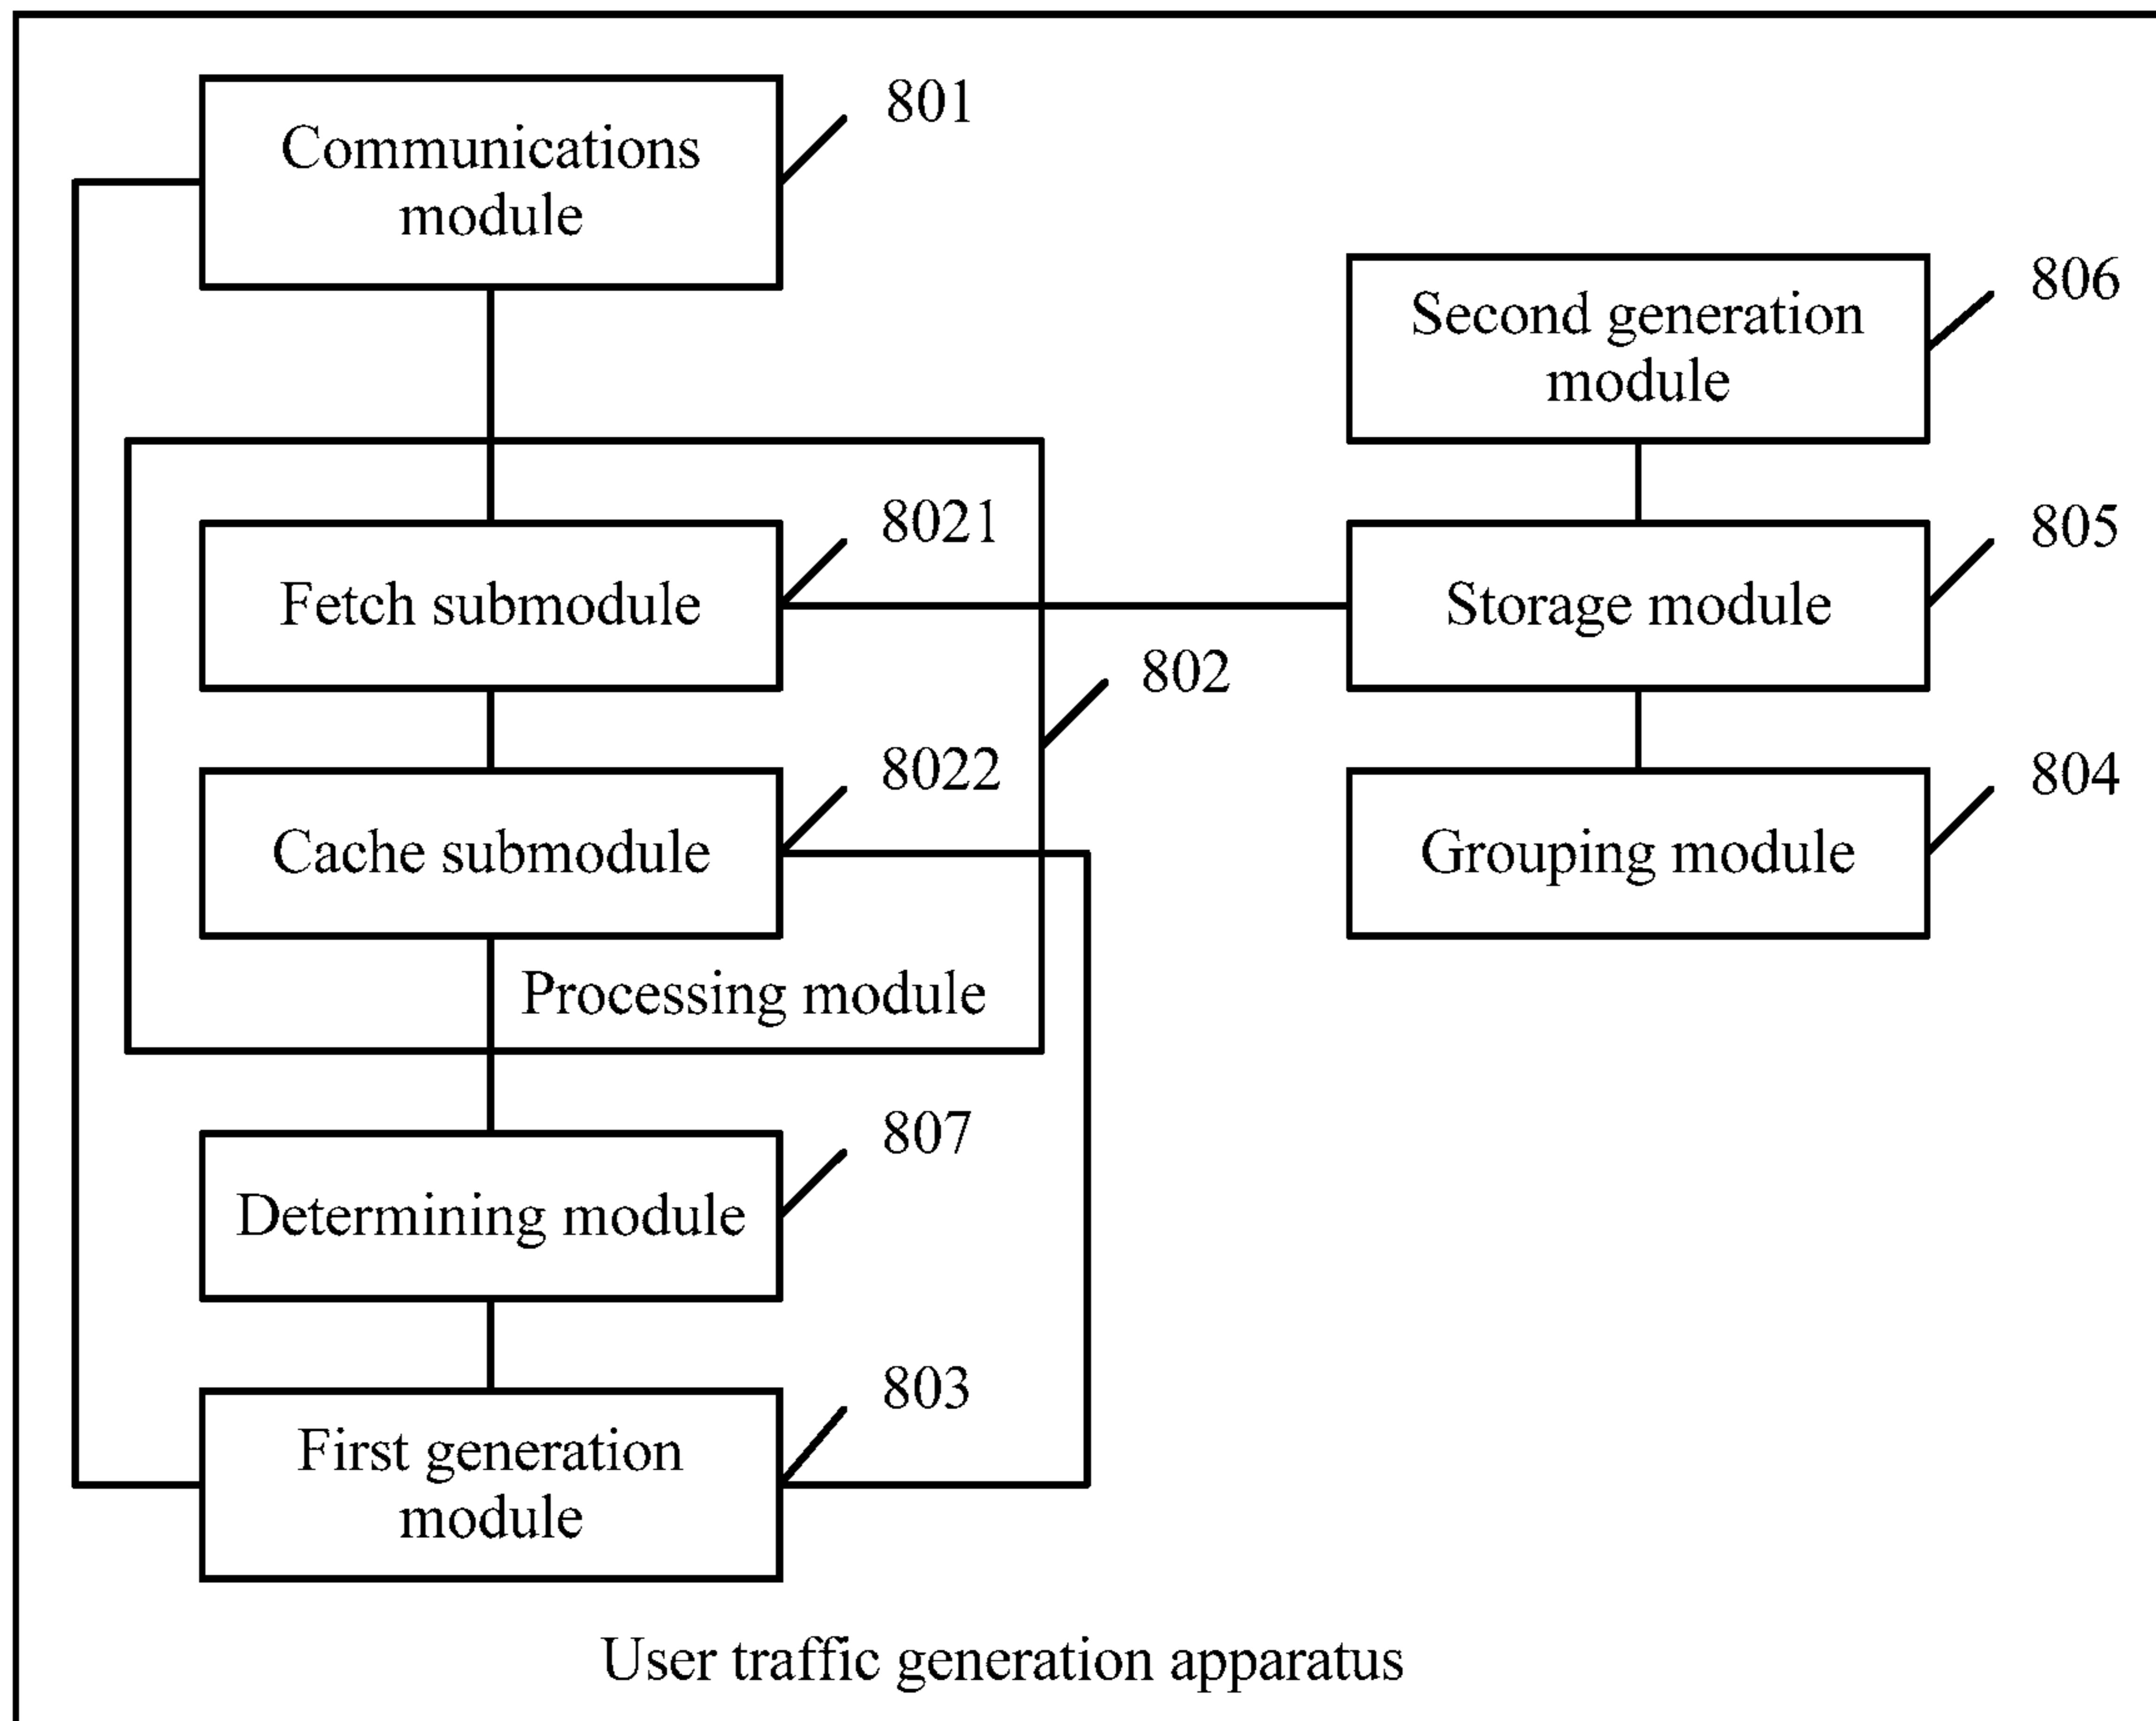 Communications
module
801
Second generation
module
806
Fetch submodule
8021
Storage module
805
802
Cache submodule
8022
Grouping module
804
Processing module
Determining module
807
First generation
module
803
User traffic generation apparatus